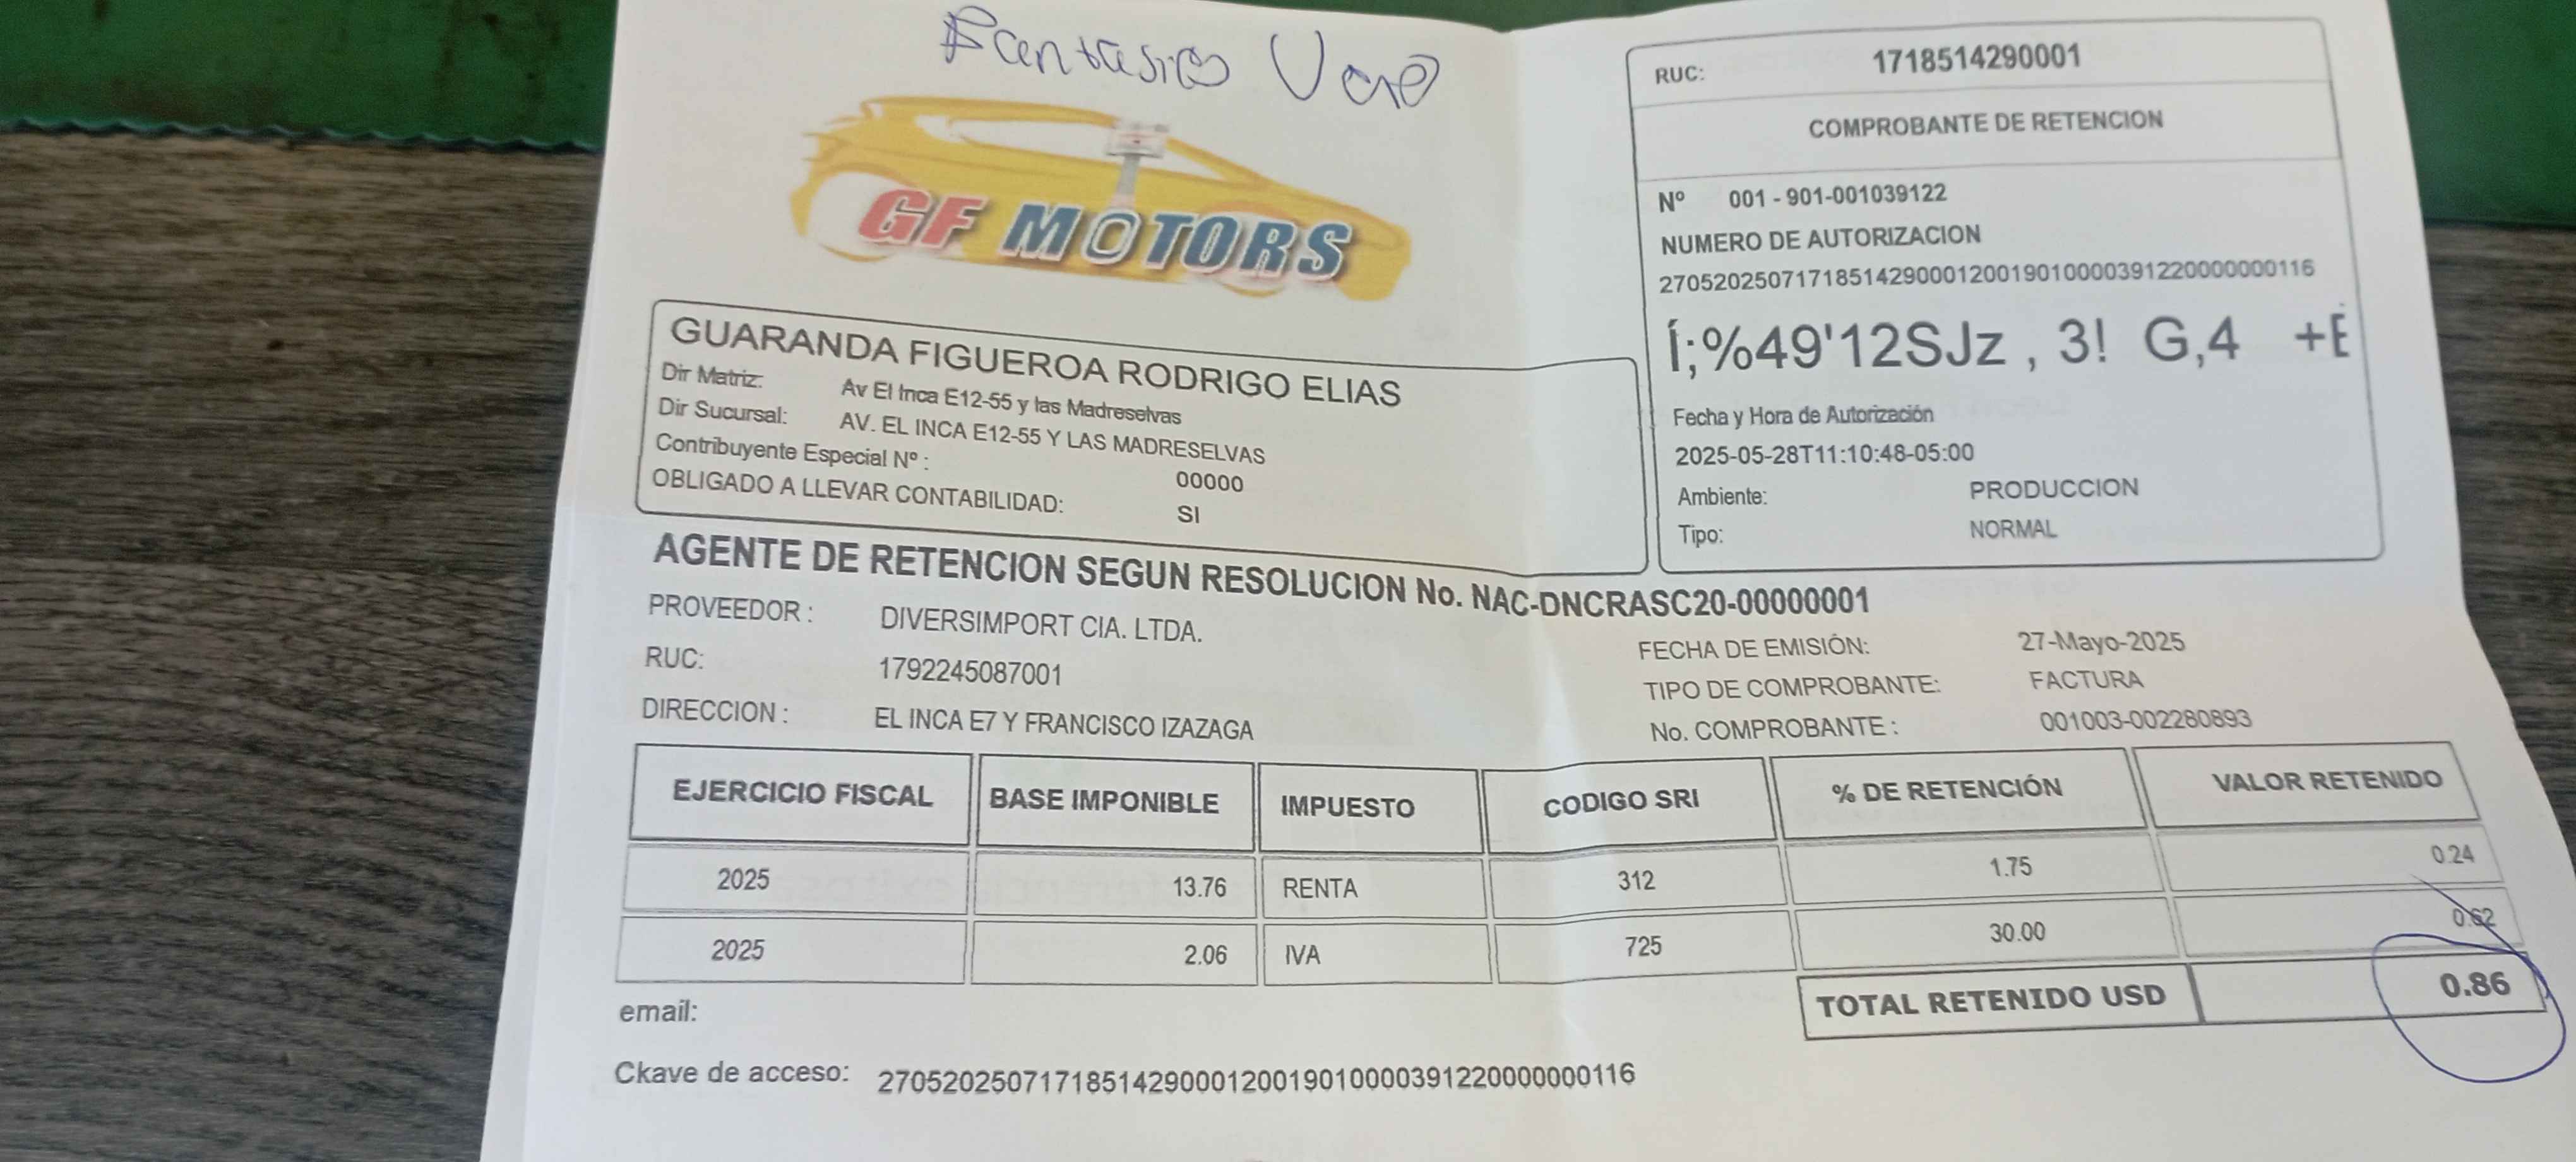 GF MOTORS
RUC: 1718514290001
COMPROBANTE DE RETENCION
Nº 001 - 901-001039122
NUMERO DE AUTORIZACION
2705202507171851429000120019010000391220000000116
Í;%49'12SJz , 3! G,4 +E
Fecha y Hora de Autorización
2025-05-28T11:10:48-05:00
Ambiente: PRODUCCION
Tipo: NORMAL
GUARANDA FIGUEROA RODRIGO ELIAS
Dir Matriz: Av El Inca E12-55 y las Madreselvas
Dir Sucursal: AV. EL INCA E12-55 Y LAS MADRESELVAS
Contribuyente Especial Nº : 00000
OBLIGADO A LLEVAR CONTABILIDAD: SI
AGENTE DE RETENCION SEGUN RESOLUCION No. NAC-DNCRASC20-00000001
PROVEEDOR : DIVERSIMPORT CIA. LTDA.
RUC: 1792245087001
DIRECCION : EL INCA E7 Y FRANCISCO IZAZAGA
FECHA DE EMISIÓN: 27-Mayo-2025
TIPO DE COMPROBANTE: FACTURA
No. COMPROBANTE : 001003-002280893
EJERCICIO FISCAL BASE IMPONIBLE IMPUESTO CODIGO SRI % DE RETENCIÓN VALOR RETENIDO
2025 13.76 RENTA 312 1.75 0.24
2025 2.06 IVA 725 30.00 0.62
TOTAL RETENIDO USD 0.86
email:
Ckave de acceso: 2705202507171851429000120019010000391220000000116